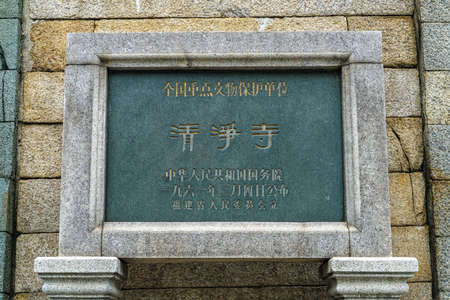 全国重点文物保护单位
清淨寺
中华人民共和国国务院
一九六一年三月四日公布
福建省人民委员会立